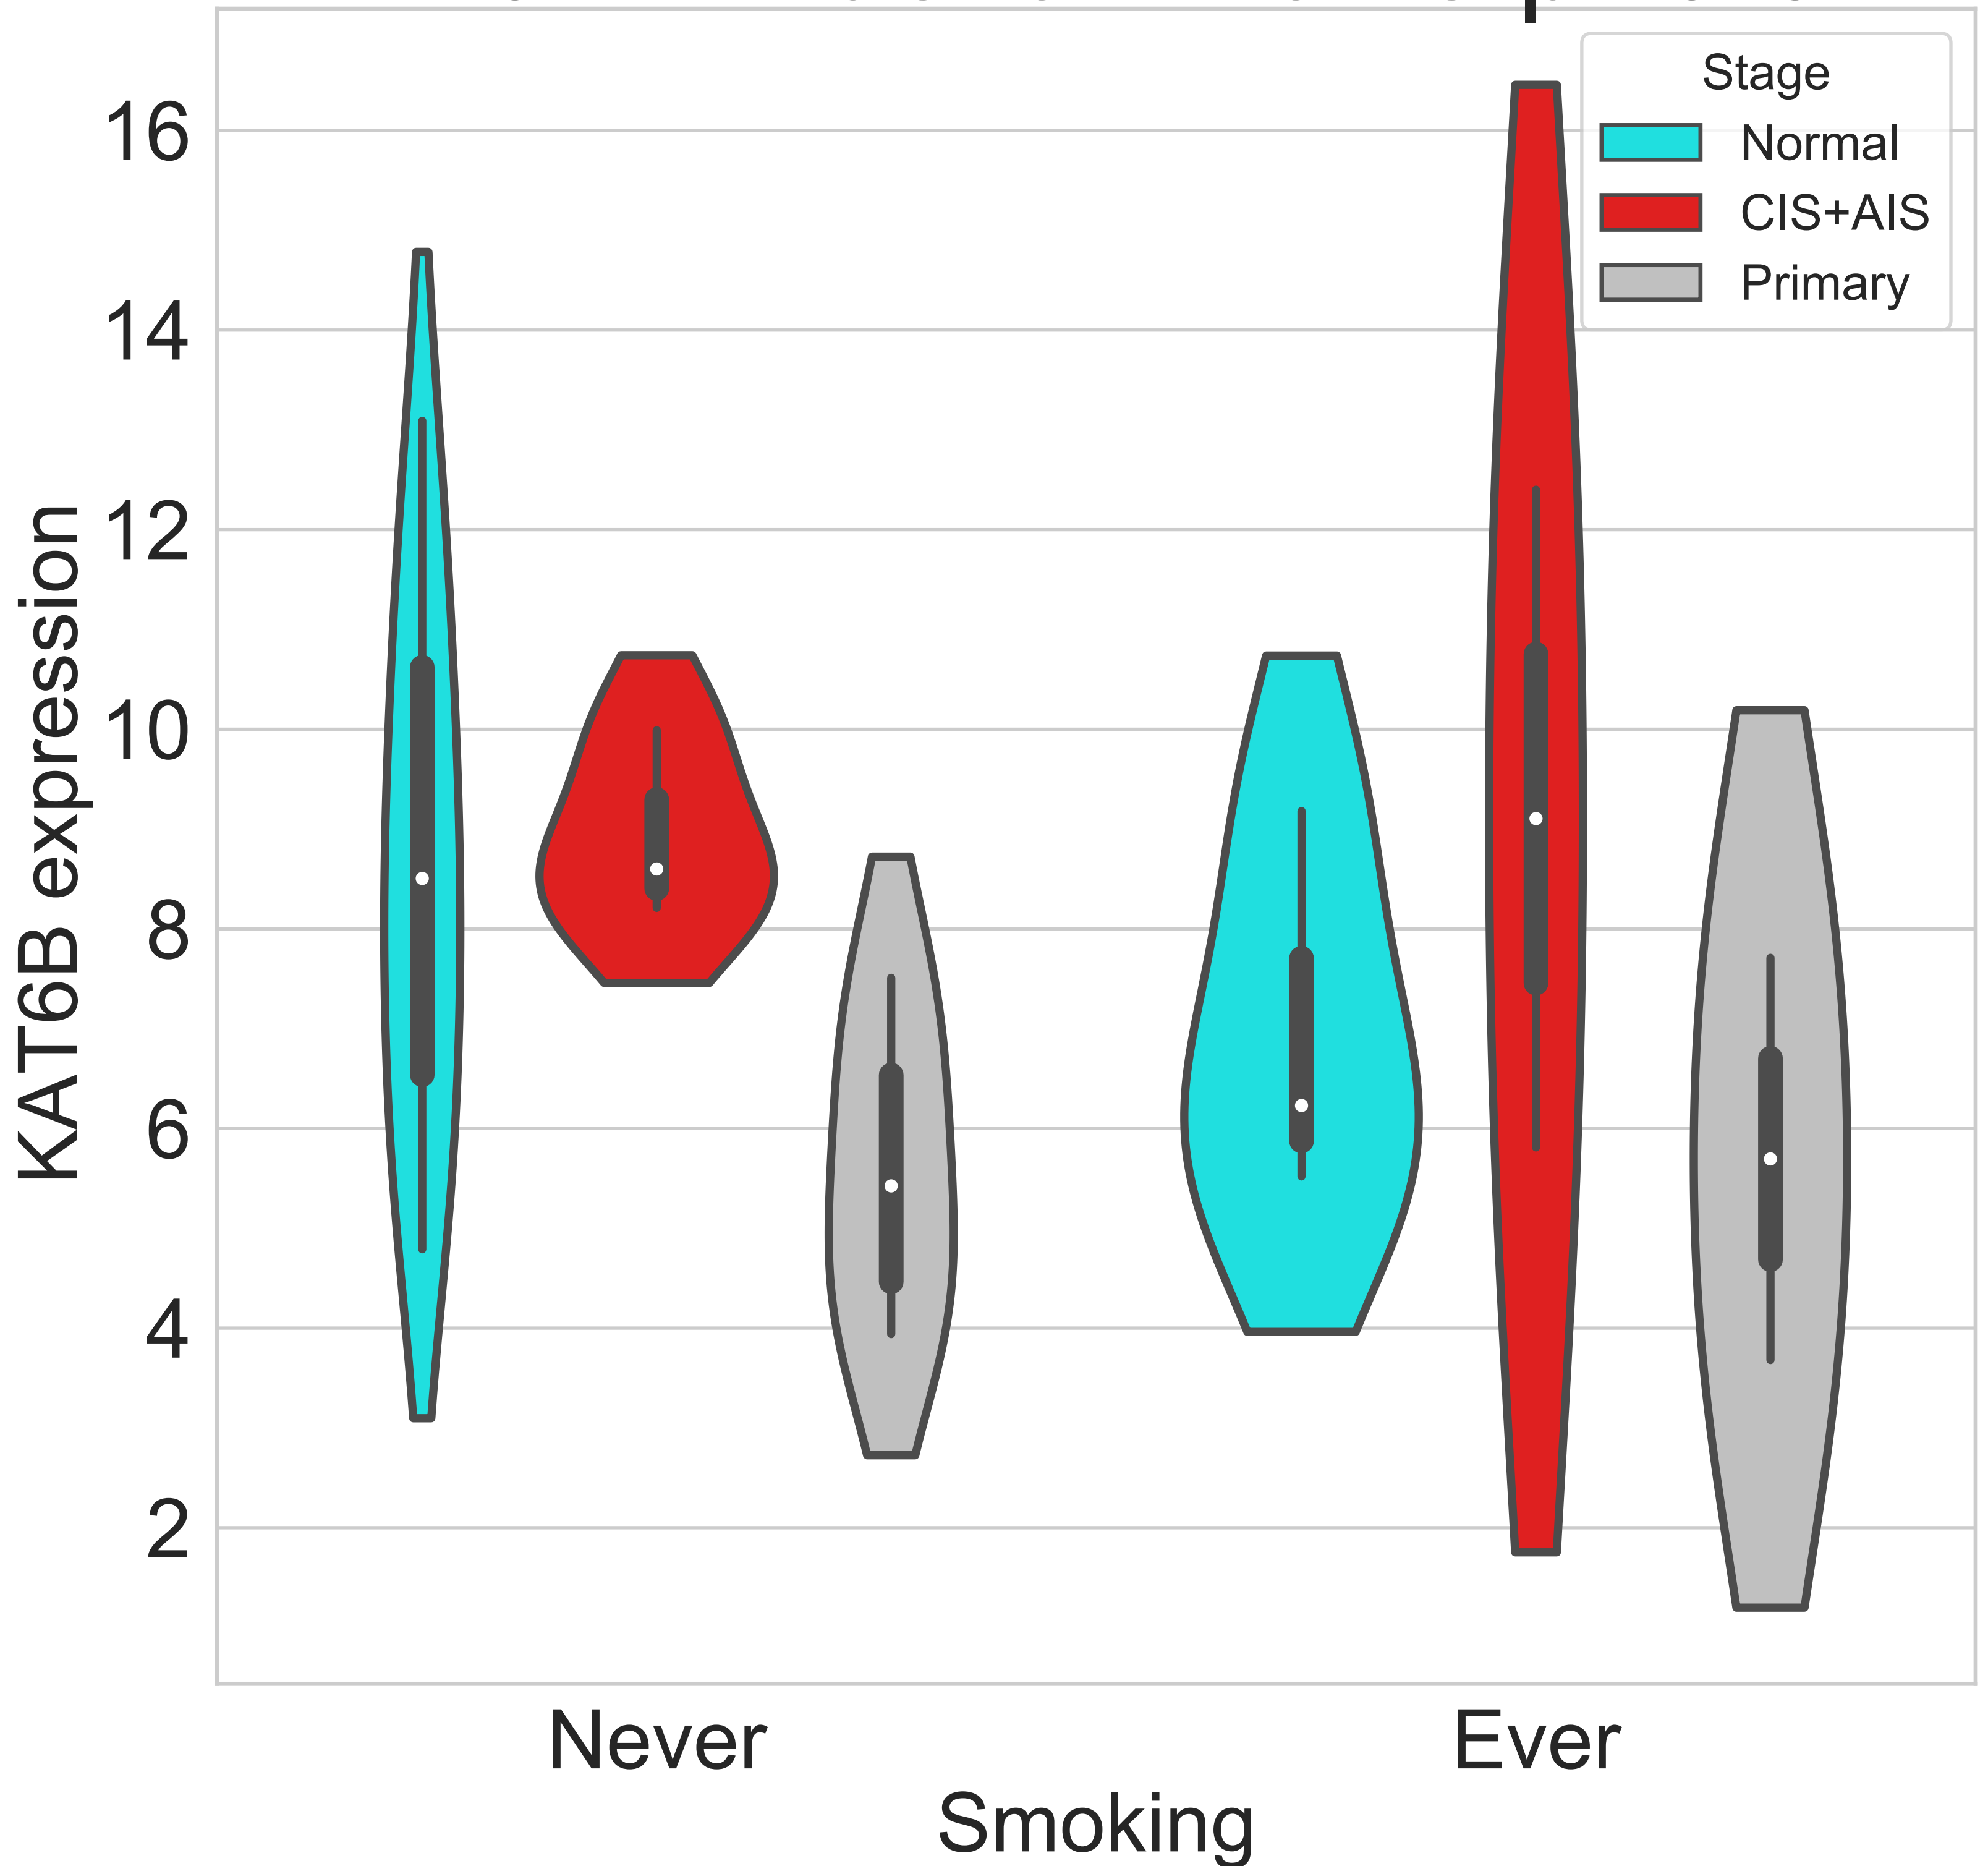 Stage
Normal
CIS+AIS
Primary
16
14
12
10
8
6
4
2
KAT6B expression
Never
Ever
Smoking